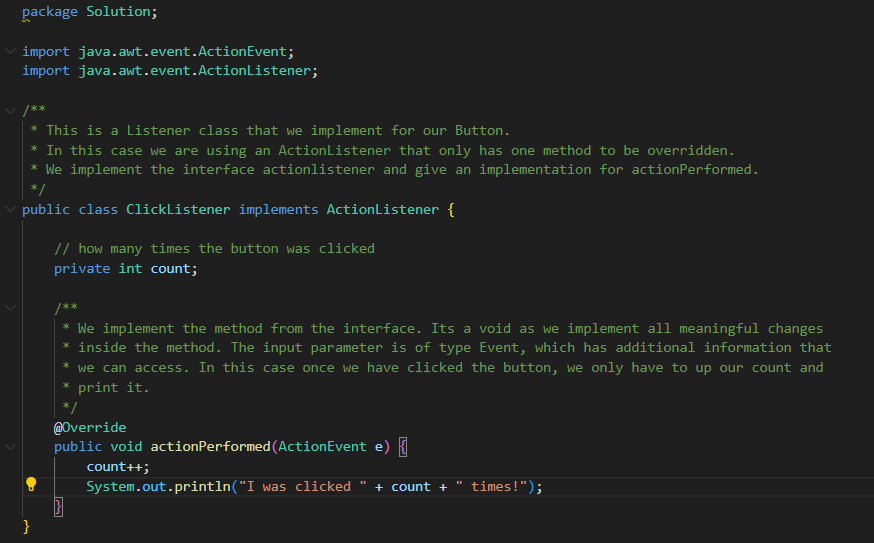 package Solution;
import java.awt.event.ActionEvent;
import java.awt.event.ActionListener;
/**
 * This is a Listener class that we implement for our Button.
 * In this case we are using an ActionListener that only has one method to be overridden.
 * We implement the interface actionlistener and give an implementation for actionPerformed.
 */
public class ClickListener implements ActionListener {
    // how many times the button was clicked
    private int count;
    /**
     * We implement the method from the interface. Its a void as we implement all meaningful changes
     * inside the method. The input parameter is of type Event, which has additional information that
     * we can access. In this case once we have clicked the button, we only have to up our count and
     * print it.
     */
    @Override
    public void actionPerformed(ActionEvent e) {
        count++;
        System.out.println("I was clicked " + count + " times!");
    }
}